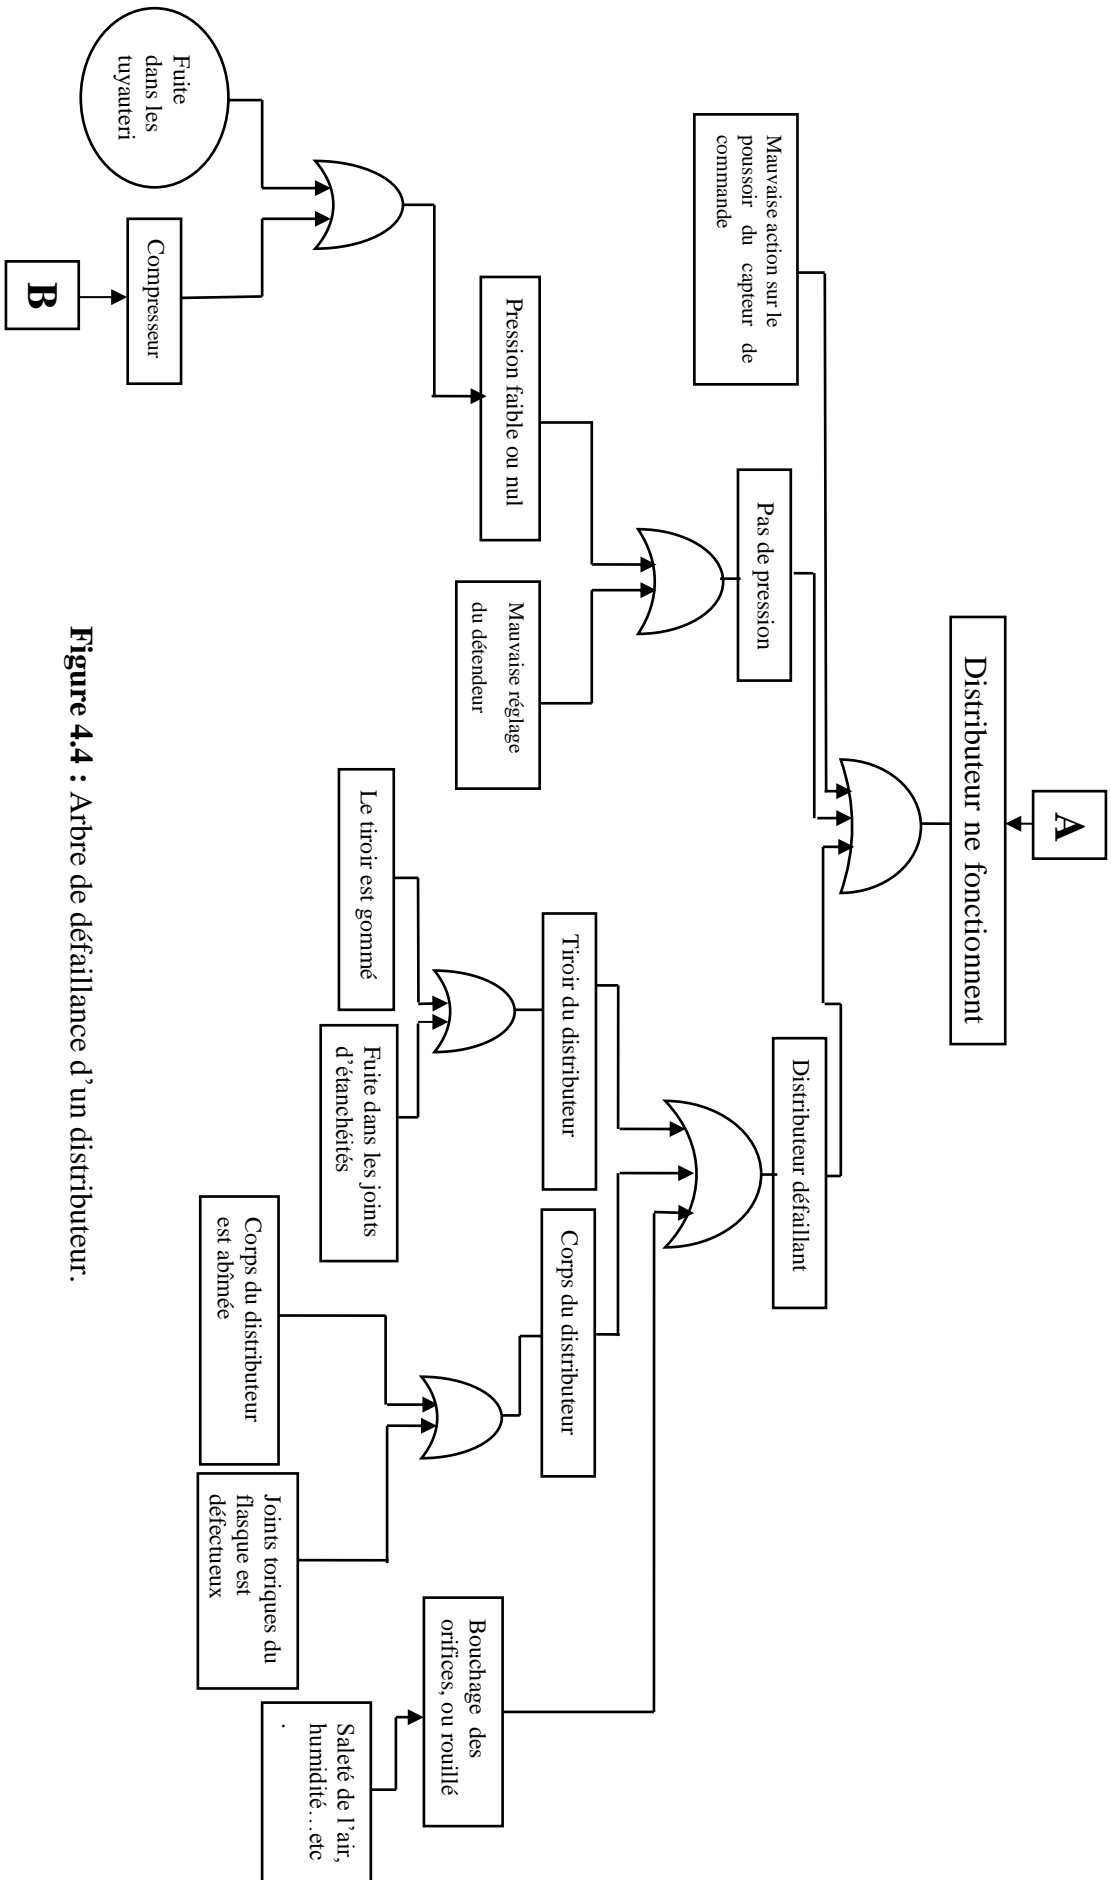 A
Distributeur ne fonctionnent
Mauvaise action sur le
poussoir du capteur de
commande
Pas de pression
Distributeur défaillant
Pression faible ou nul
Mauvaise réglage
du détendeur
Tiroir du distributeur
Corps du distributeur
Bouchage des
orifices, ou rouillé
Fuite
dans les
tuyauteri
Compresseur
B
Le tiroir est gommé
Fuite dans les joints
d'étanchéités
Corps du distributeur
est abîmée
Joints toriques du
flasque est
défectueux
Saleté de l'air,
humidité…etc
.
Figure 4.4 : Arbre de défaillance d'un distributeur.